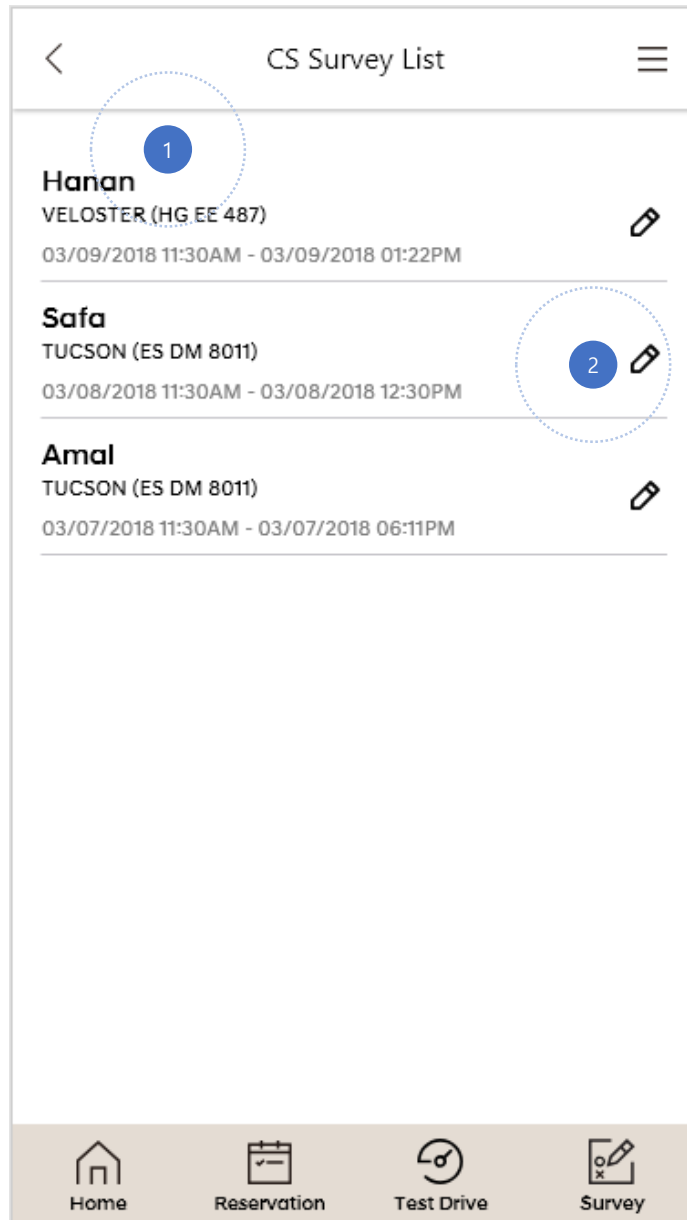 CS Survey List
1
Hanan
VELOSTER (HG EE 487)
03/09/2018 11:30AM - 03/09/2018 01:22PM
Safa
TUCSON (ES DM 8011)
2
03/08/2018 11:30AM - 03/08/2018 12:30PM
Amal
TUCSON (ES DM 8011)
03/07/2018 11:30AM - 03/07/2018 06:11PM
Home Reservation Test Drive Survey